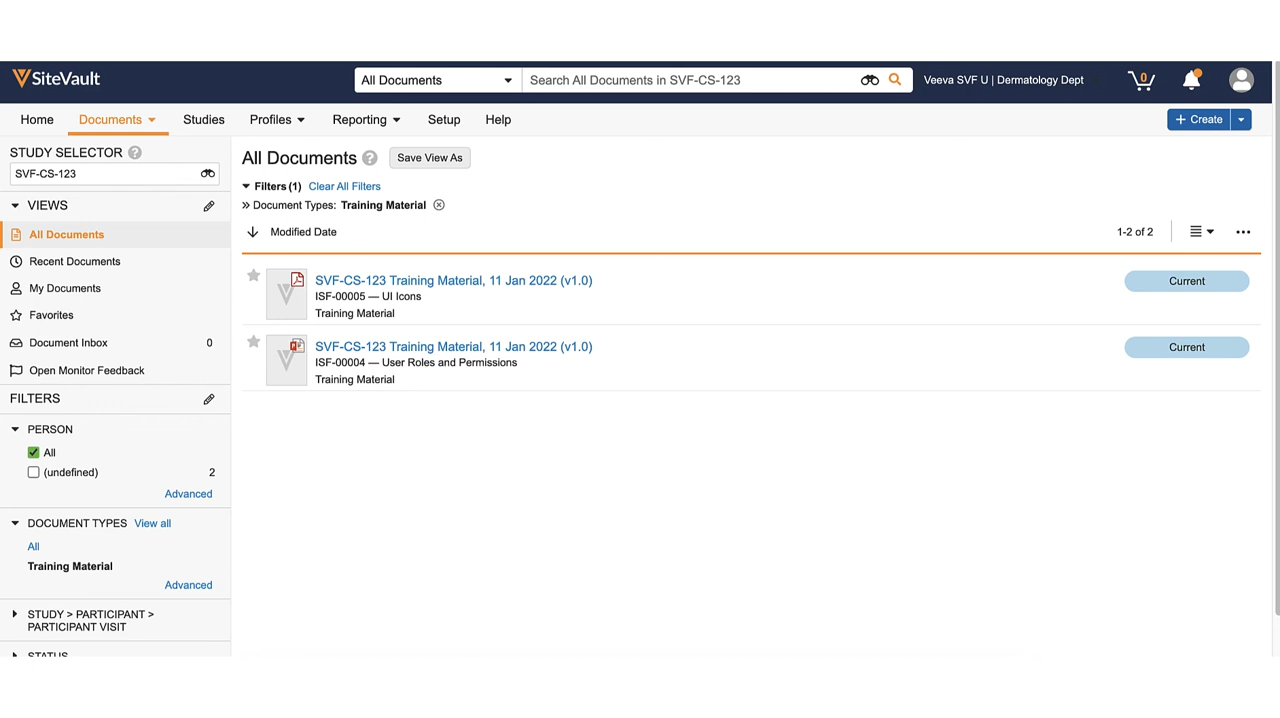 SiteVault
All Documents
Search All Documents in SVF-CS-123
Veeva SVF U | Dermatology Dept
0
Home
Documents
Studies
Profiles
Reporting
Setup
Help
+ Create
STUDY SELECTOR ?
SVF-CS-123
VIEWS
All Documents
Recent Documents
My Documents
Favorites
Document Inbox 0
Open Monitor Feedback
FILTERS
PERSON
All
(undefined) 2
Advanced
DOCUMENT TYPES View all
All
Training Material
Advanced
STUDY > PARTICIPANT >
PARTICIPANT VISIT
STATUS
All Documents ? Save View As
Filters (1) Clear All Filters
» Document Types: Training Material
Modified Date
1-2 of 2
SVF-CS-123 Training Material, 11 Jan 2022 (v1.0)
ISF-00005 — UI Icons
Training Material
Current
SVF-CS-123 Training Material, 11 Jan 2022 (v1.0)
ISF-00004 — User Roles and Permissions
Training Material
Current